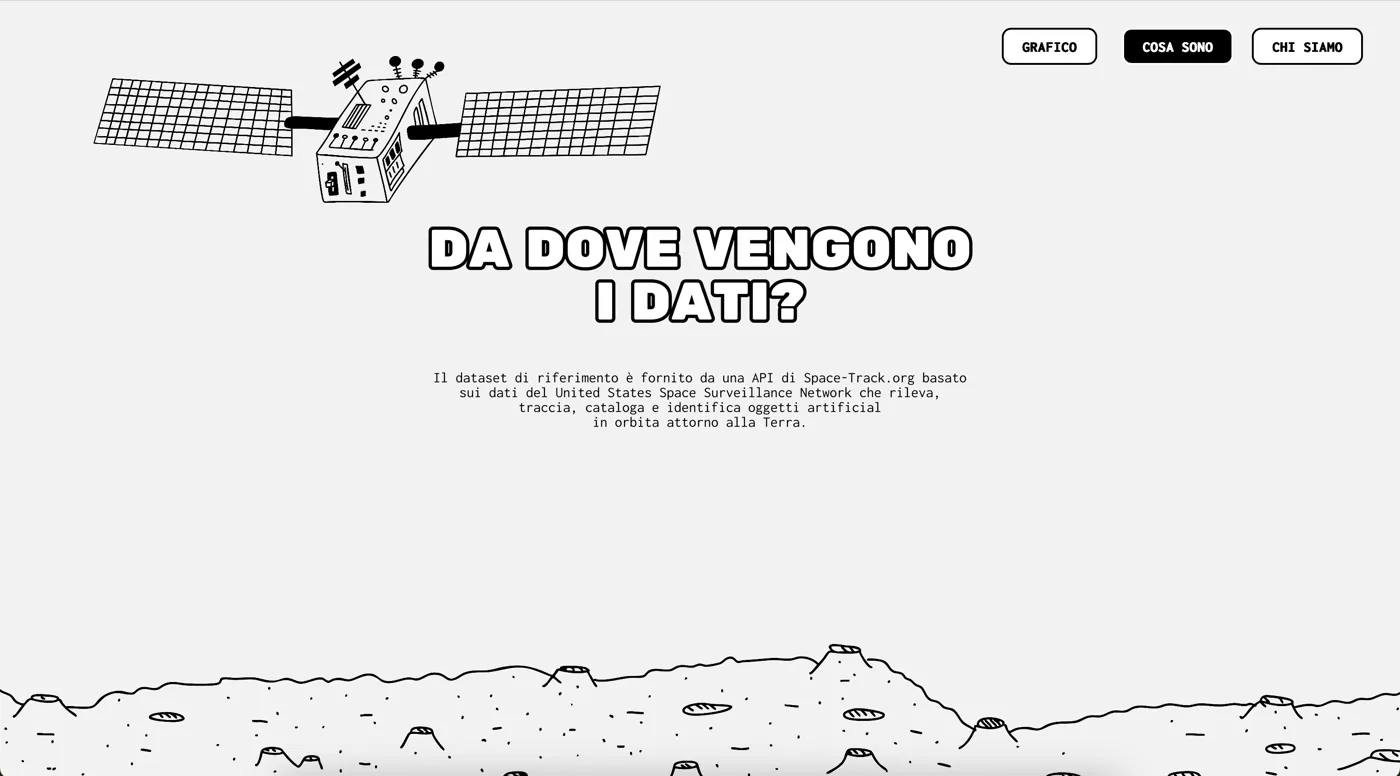 GRAFICO
COSA SONO
CHI SIAMO
DA DOVE VENGONO
I DATI?
Il dataset di riferimento è fornito da una API di Space-Track.org basato
sui dati del United States Space Surveillance Network che rileva,
traccia, cataloga e identifica oggetti artificial
in orbita attorno alla Terra.